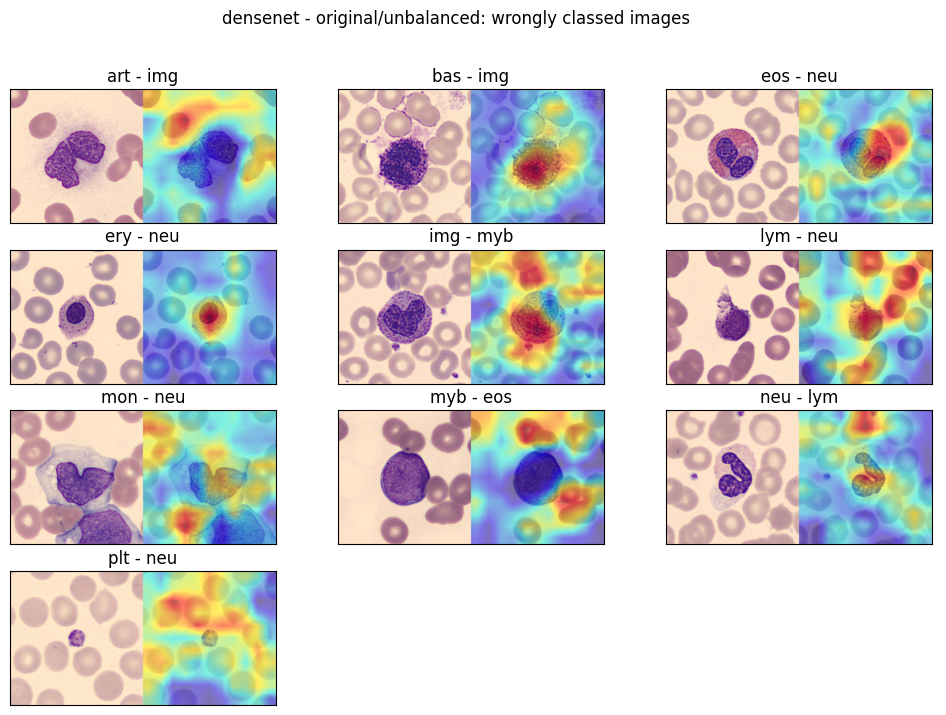 densenet - original/unbalanced: wrongly classed images
art - img
bas - img
eos - neu
ery - neu
img - myb
lym - neu
mon - neu
myb - eos
neu - lym
plt - neu